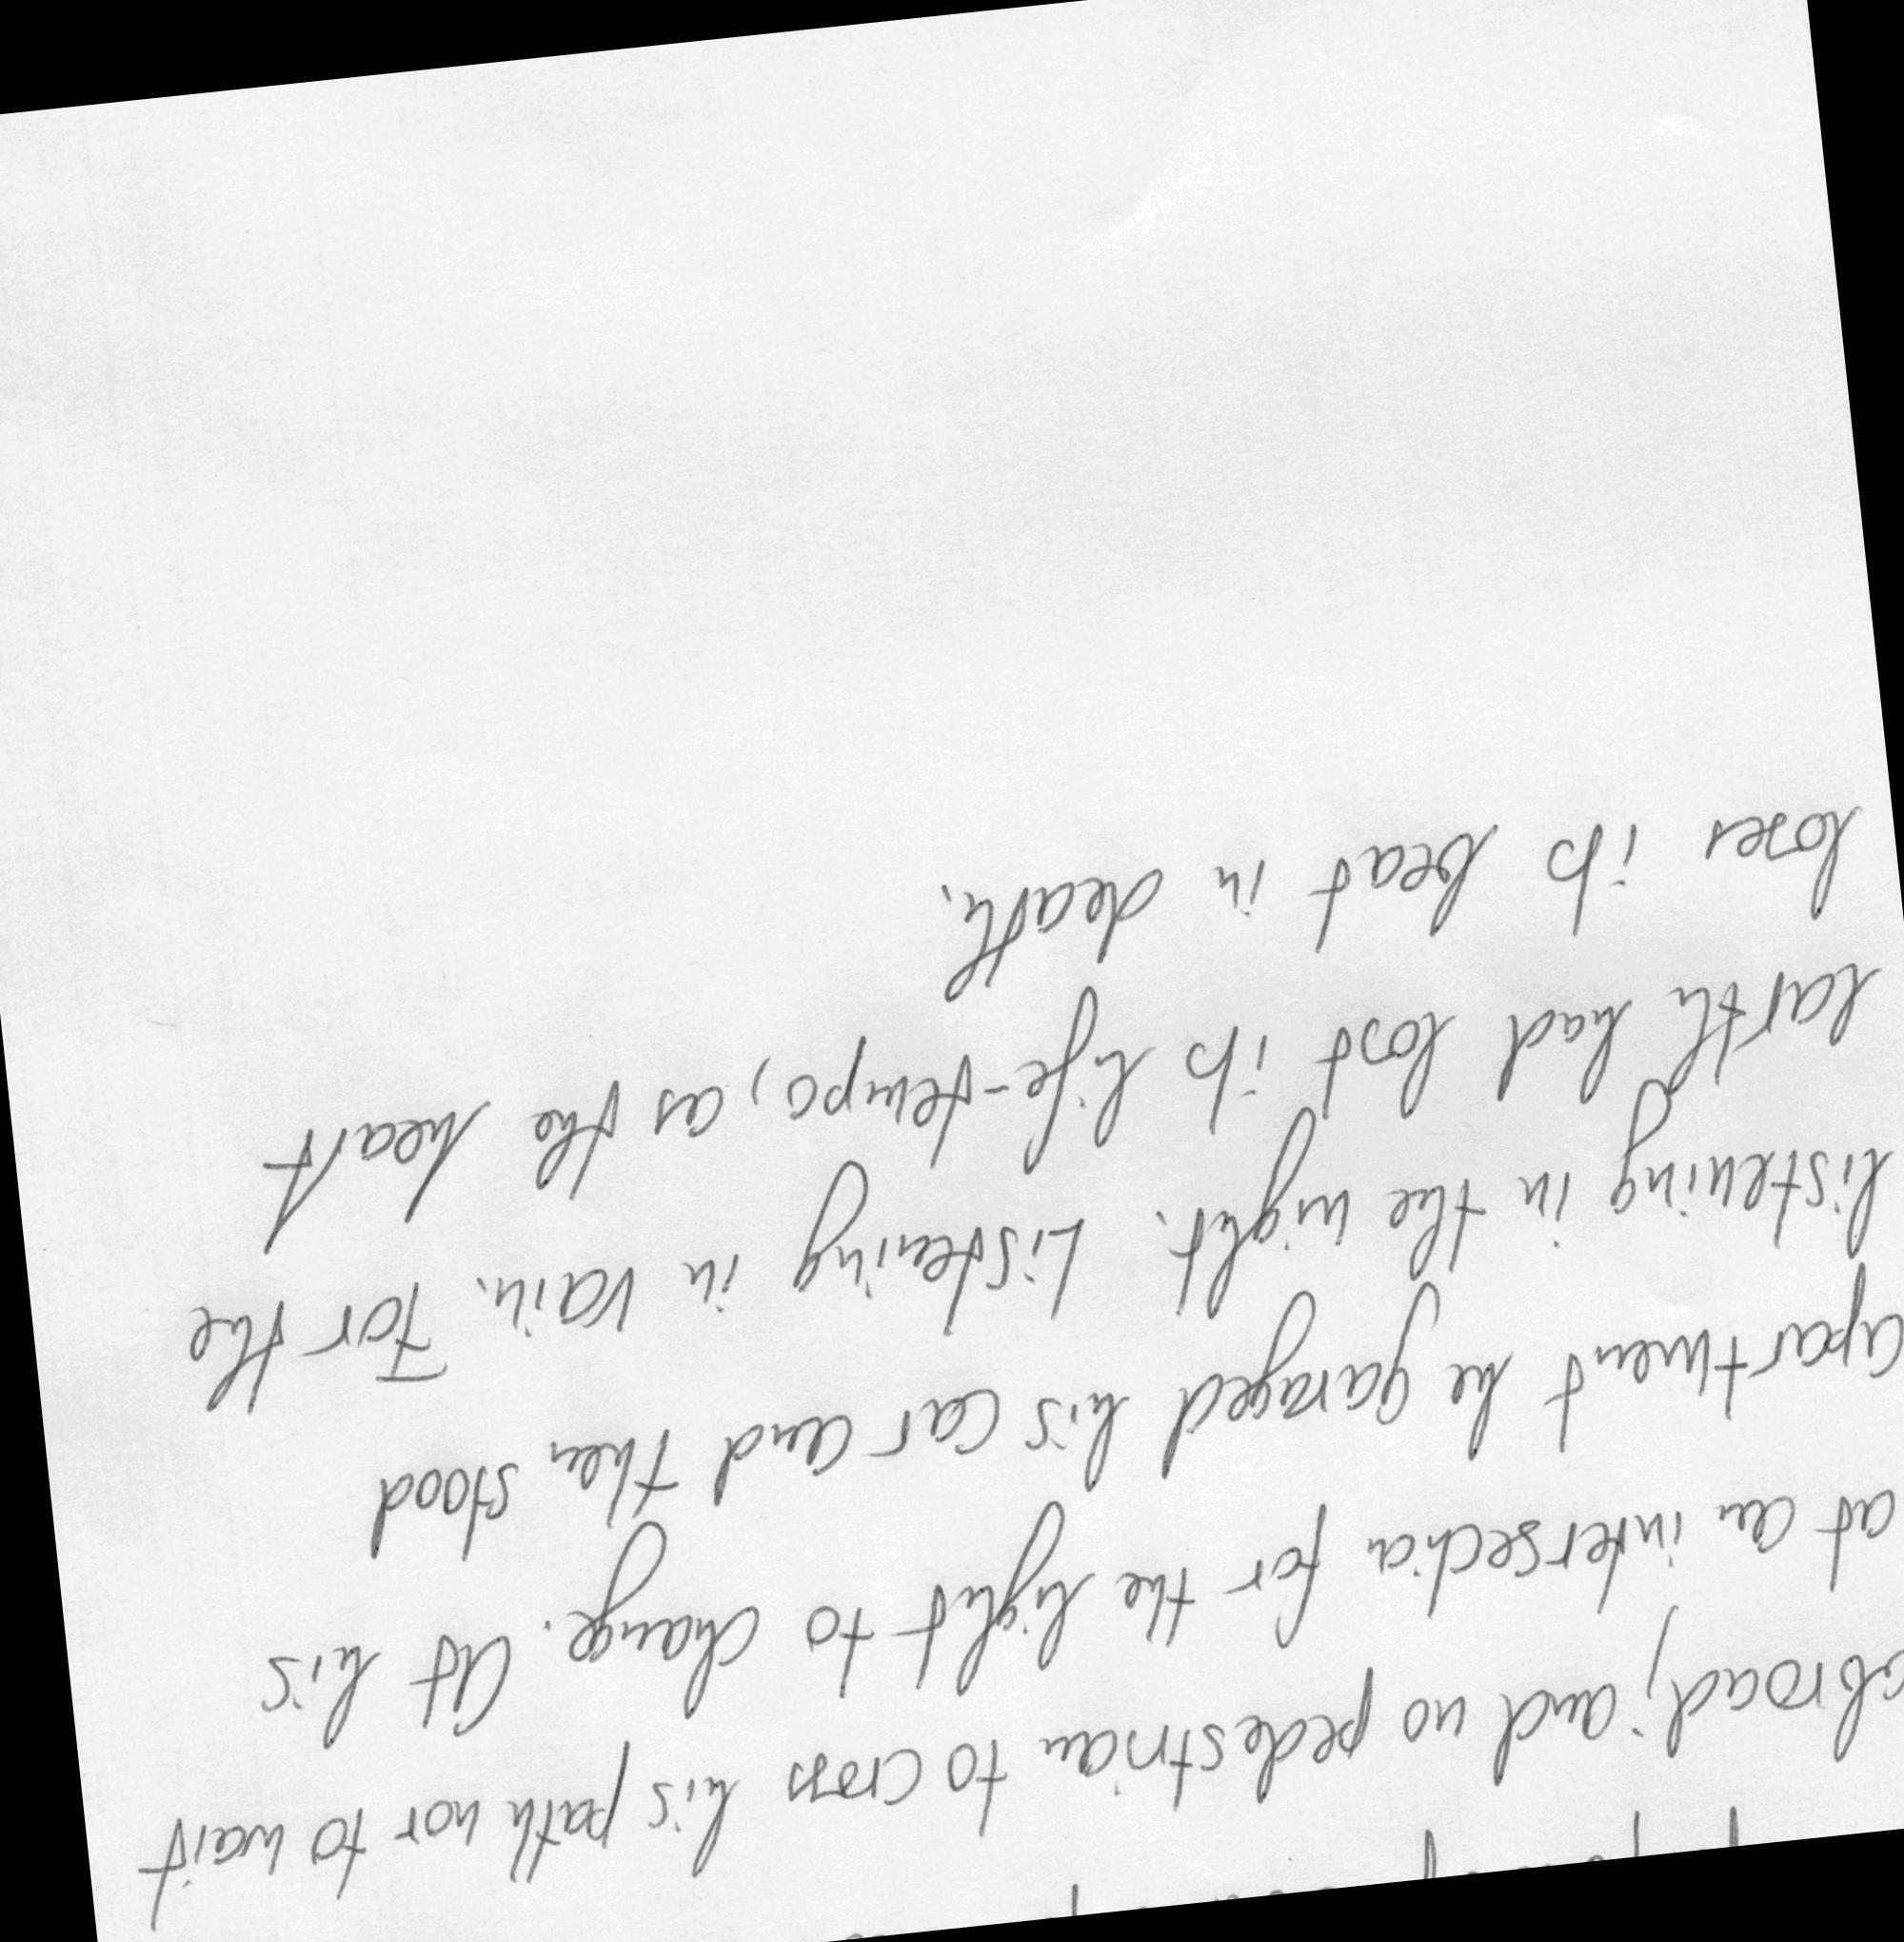 abroad; and no pedestrian to cross his path nor to wait
at an intersection for the light to change. At his
apartment he garaged his car and then stood
listening in the night. Listening in vain. For the
earth had lost its life-tempo, as the heart
loses its beat in death.